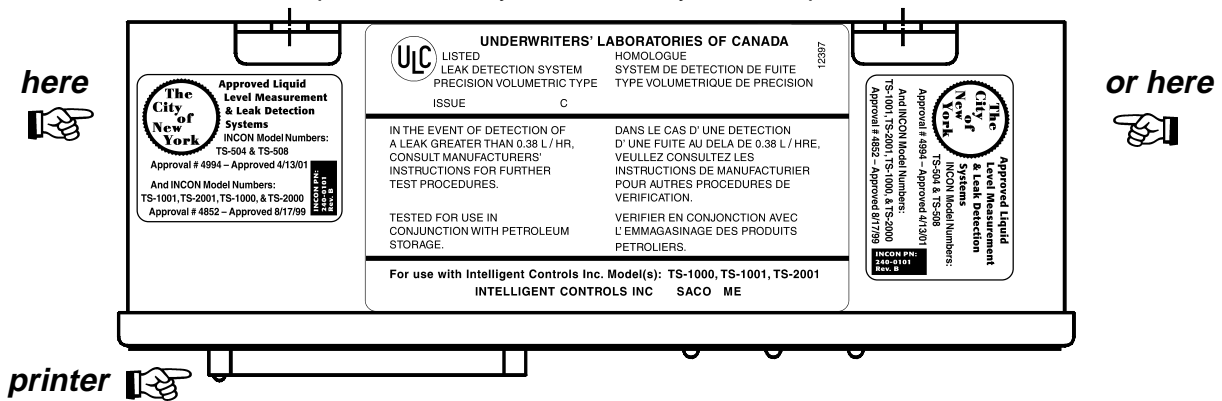 here
or here
printer
The
City
of
New
York
Approved Liquid
Level Measurement
& Leak Detection
Systems
INCON Model Numbers:
TS-504 & TS-508
Approval # 4994 – Approved 4/13/01
And INCON Model Numbers:
TS-1001, TS-2001, TS-1000, & TS-2000
Approval # 4852 – Approved 8/17/99
INCON PN:
240-0101
Rev. B
ULC
UNDERWRITERS' LABORATORIES OF CANADA
LISTED
LEAK DETECTION SYSTEM
PRECISION VOLUMETRIC TYPE
HOMOLOGUE
SYSTEM DE DETECTION DE FUITE
TYPE VOLUMETRIQUE DE PRECISION
12397
ISSUE C
IN THE EVENT OF DETECTION OF
A LEAK GREATER THAN 0.38 L / HR,
CONSULT MANUFACTURERS'
INSTRUCTIONS FOR FURTHER
TEST PROCEDURES.
TESTED FOR USE IN
CONJUNCTION WITH PETROLEUM
STORAGE.
DANS LE CAS D' UNE DETECTION
D' UNE FUITE AU DELA DE 0.38 L / HRE,
VEULLEZ CONSULTEZ LES
INSTRUCTIONS DE MANUFACTURIER
POUR AUTRES PROCEDURES DE
VERIFICATION.
VERIFIER EN CONJONCTION AVEC
L' EMMAGASINAGE DES PRODUITS
PETROLIERS.
For use with Intelligent Controls Inc. Model(s): TS-1000, TS-1001, TS-2001
INTELLIGENT CONTROLS INC SACO ME
The
City
of
New
York
Approved Liquid
Level Measurement
& Leak Detection
Systems
INCON Model Numbers:
TS-504 & TS-508
Approval # 4994 – Approved 4/13/01
And INCON Model Numbers:
TS-1001, TS-2001, TS-1000, & TS-2000
Approval # 4852 – Approved 8/17/99
INCON PN:
240-0101
Rev. B